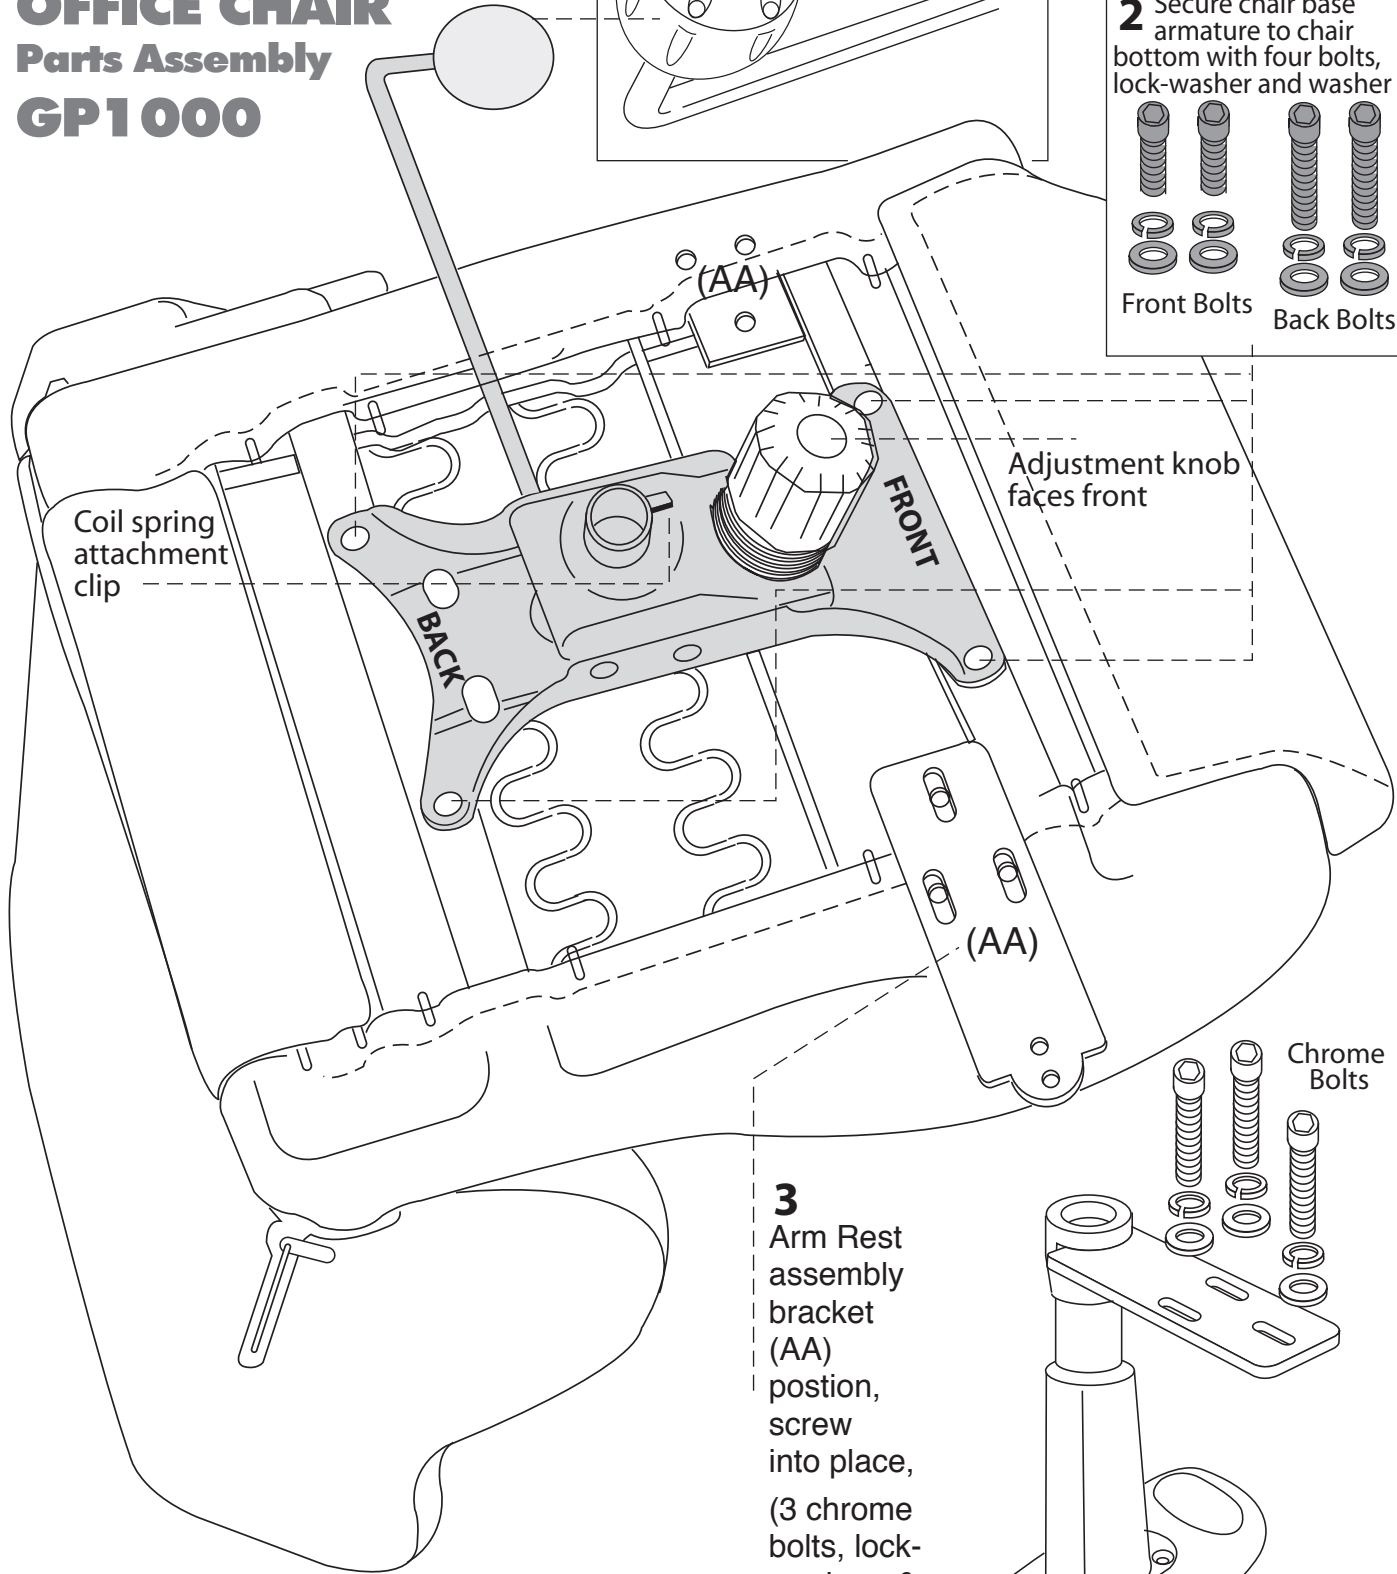 OFFICE CHAIR
Parts Assembly
GP1000
2 Secure chair base
armature to chair
bottom with four bolts,
lock-washer and washer
Front Bolts
Back Bolts
(AA)
Adjustment knob
faces front
FRONT
Coil spring
attachment
clip
BACK
(AA)
Chrome
Bolts
3
Arm Rest
assembly
bracket
(AA)
postion,
screw
into place,
(3 chrome
bolts, lock-